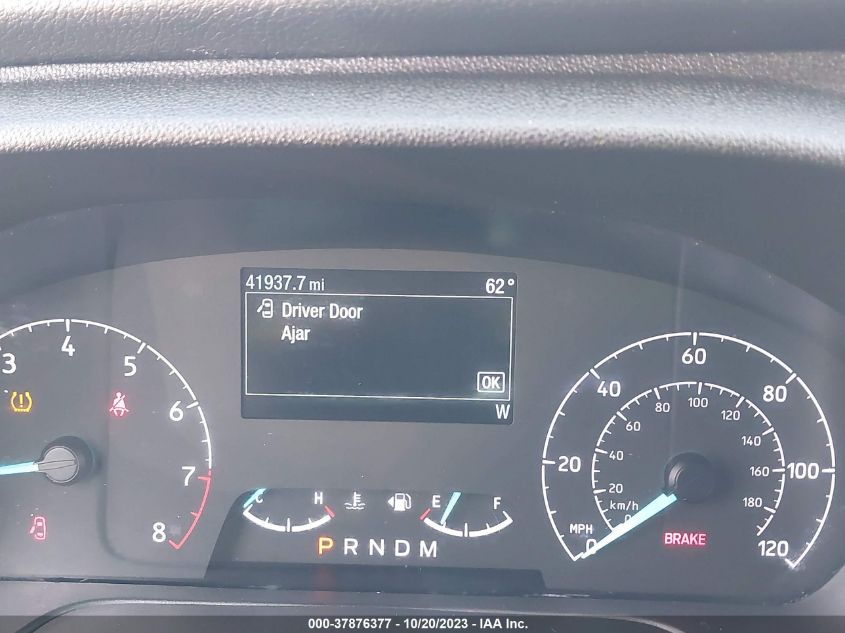 41937.7 mi 62°
Driver Door
Ajar
OK
W
3 4 5 6 7 8
C H E F
P R N D M
MPH
0 20 40 60 80 100 120
km/h
0 20 40 60 80 100 120 140 160 180
BRAKE
000-37876377 - 10/20/2023 - IAA Inc.